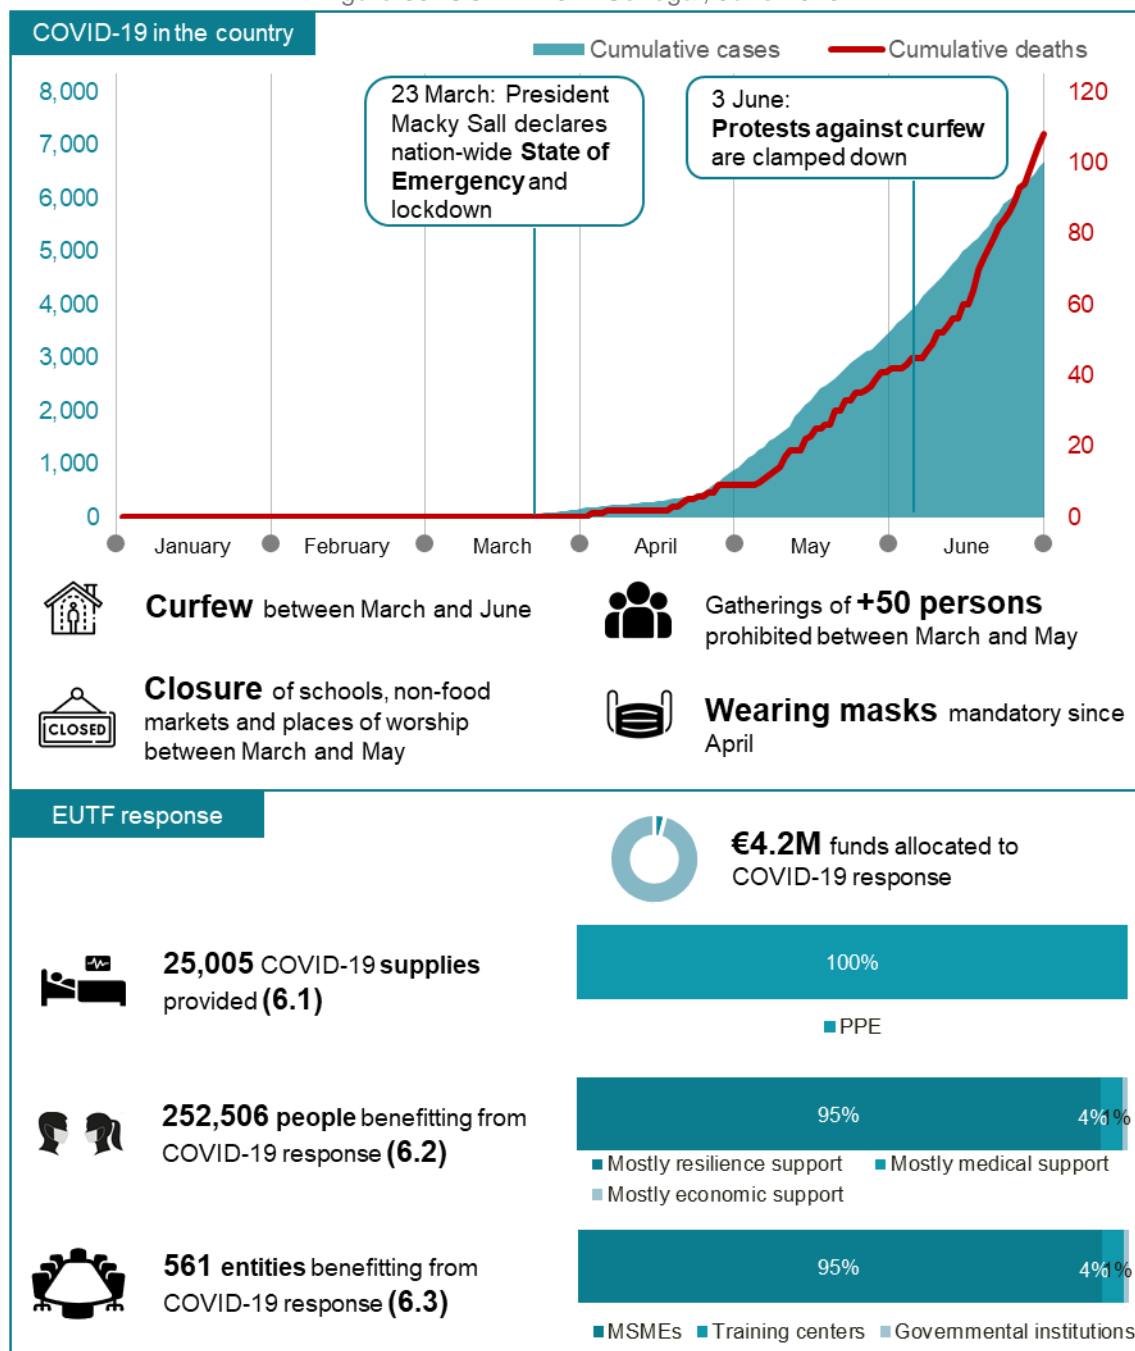 COVID-19 in the country
Cumulative cases
Cumulative deaths
8,000
7,000
6,000
5,000
4,000
3,000
2,000
1,000
0
120
100
80
60
40
20
0
23 March: President
Macky Sall declares
nation-wide State of
Emergency and
lockdown
3 June:
Protests against curfew
are clamped down
January
February
March
April
May
June
Curfew between March and June
Gatherings of +50 persons
prohibited between March and May
CLOSED
Closure of schools, non-food
markets and places of worship
between March and May
Wearing masks mandatory since
April
EUTF response
€4.2M funds allocated to
COVID-19 response
25,005 COVID-19 supplies
provided (6.1)
100%
PPE
252,506 people benefitting from
COVID-19 response (6.2)
95%
4%
1%
Mostly resilience support
Mostly medical support
Mostly economic support
561 entities benefitting from
COVID-19 response (6.3)
95%
4%
1%
MSMEs
Training centers
Governmental institutions